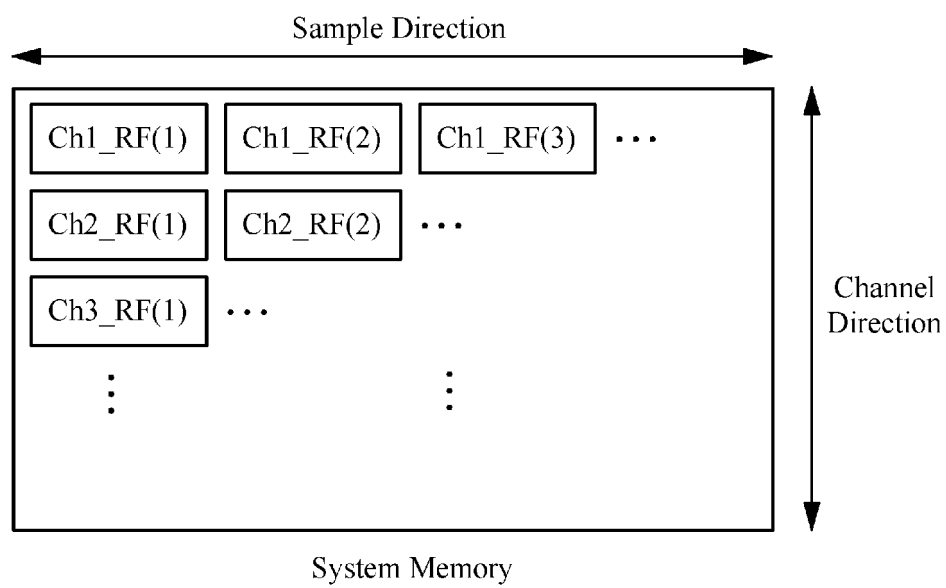 Sample Direction
Ch1_RF(1) Ch1_RF(2) Ch1_RF(3) ...
Ch2_RF(1) Ch2_RF(2) ...
Ch3_RF(1) ...
Channel
Direction
System Memory